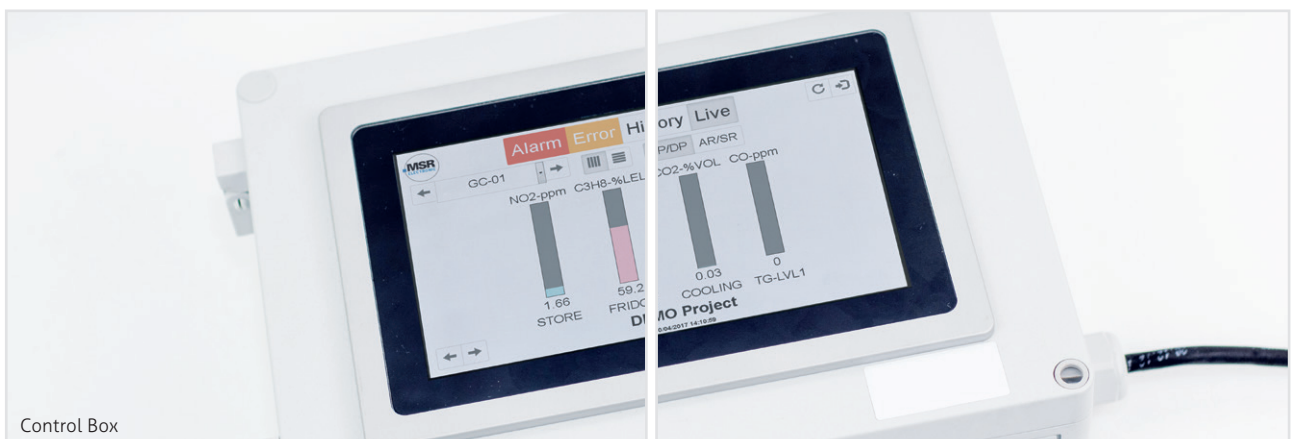 Alarm Error Hi ory Live
MSR
GC-01 P/DP AR/SR
NO2-ppm C3H8-%LEL CO2-%VOL CO-ppm
1.66 59.2 0.03 0
STORE FRIDG COOLING TG-LVL1
MO Project
Control Box